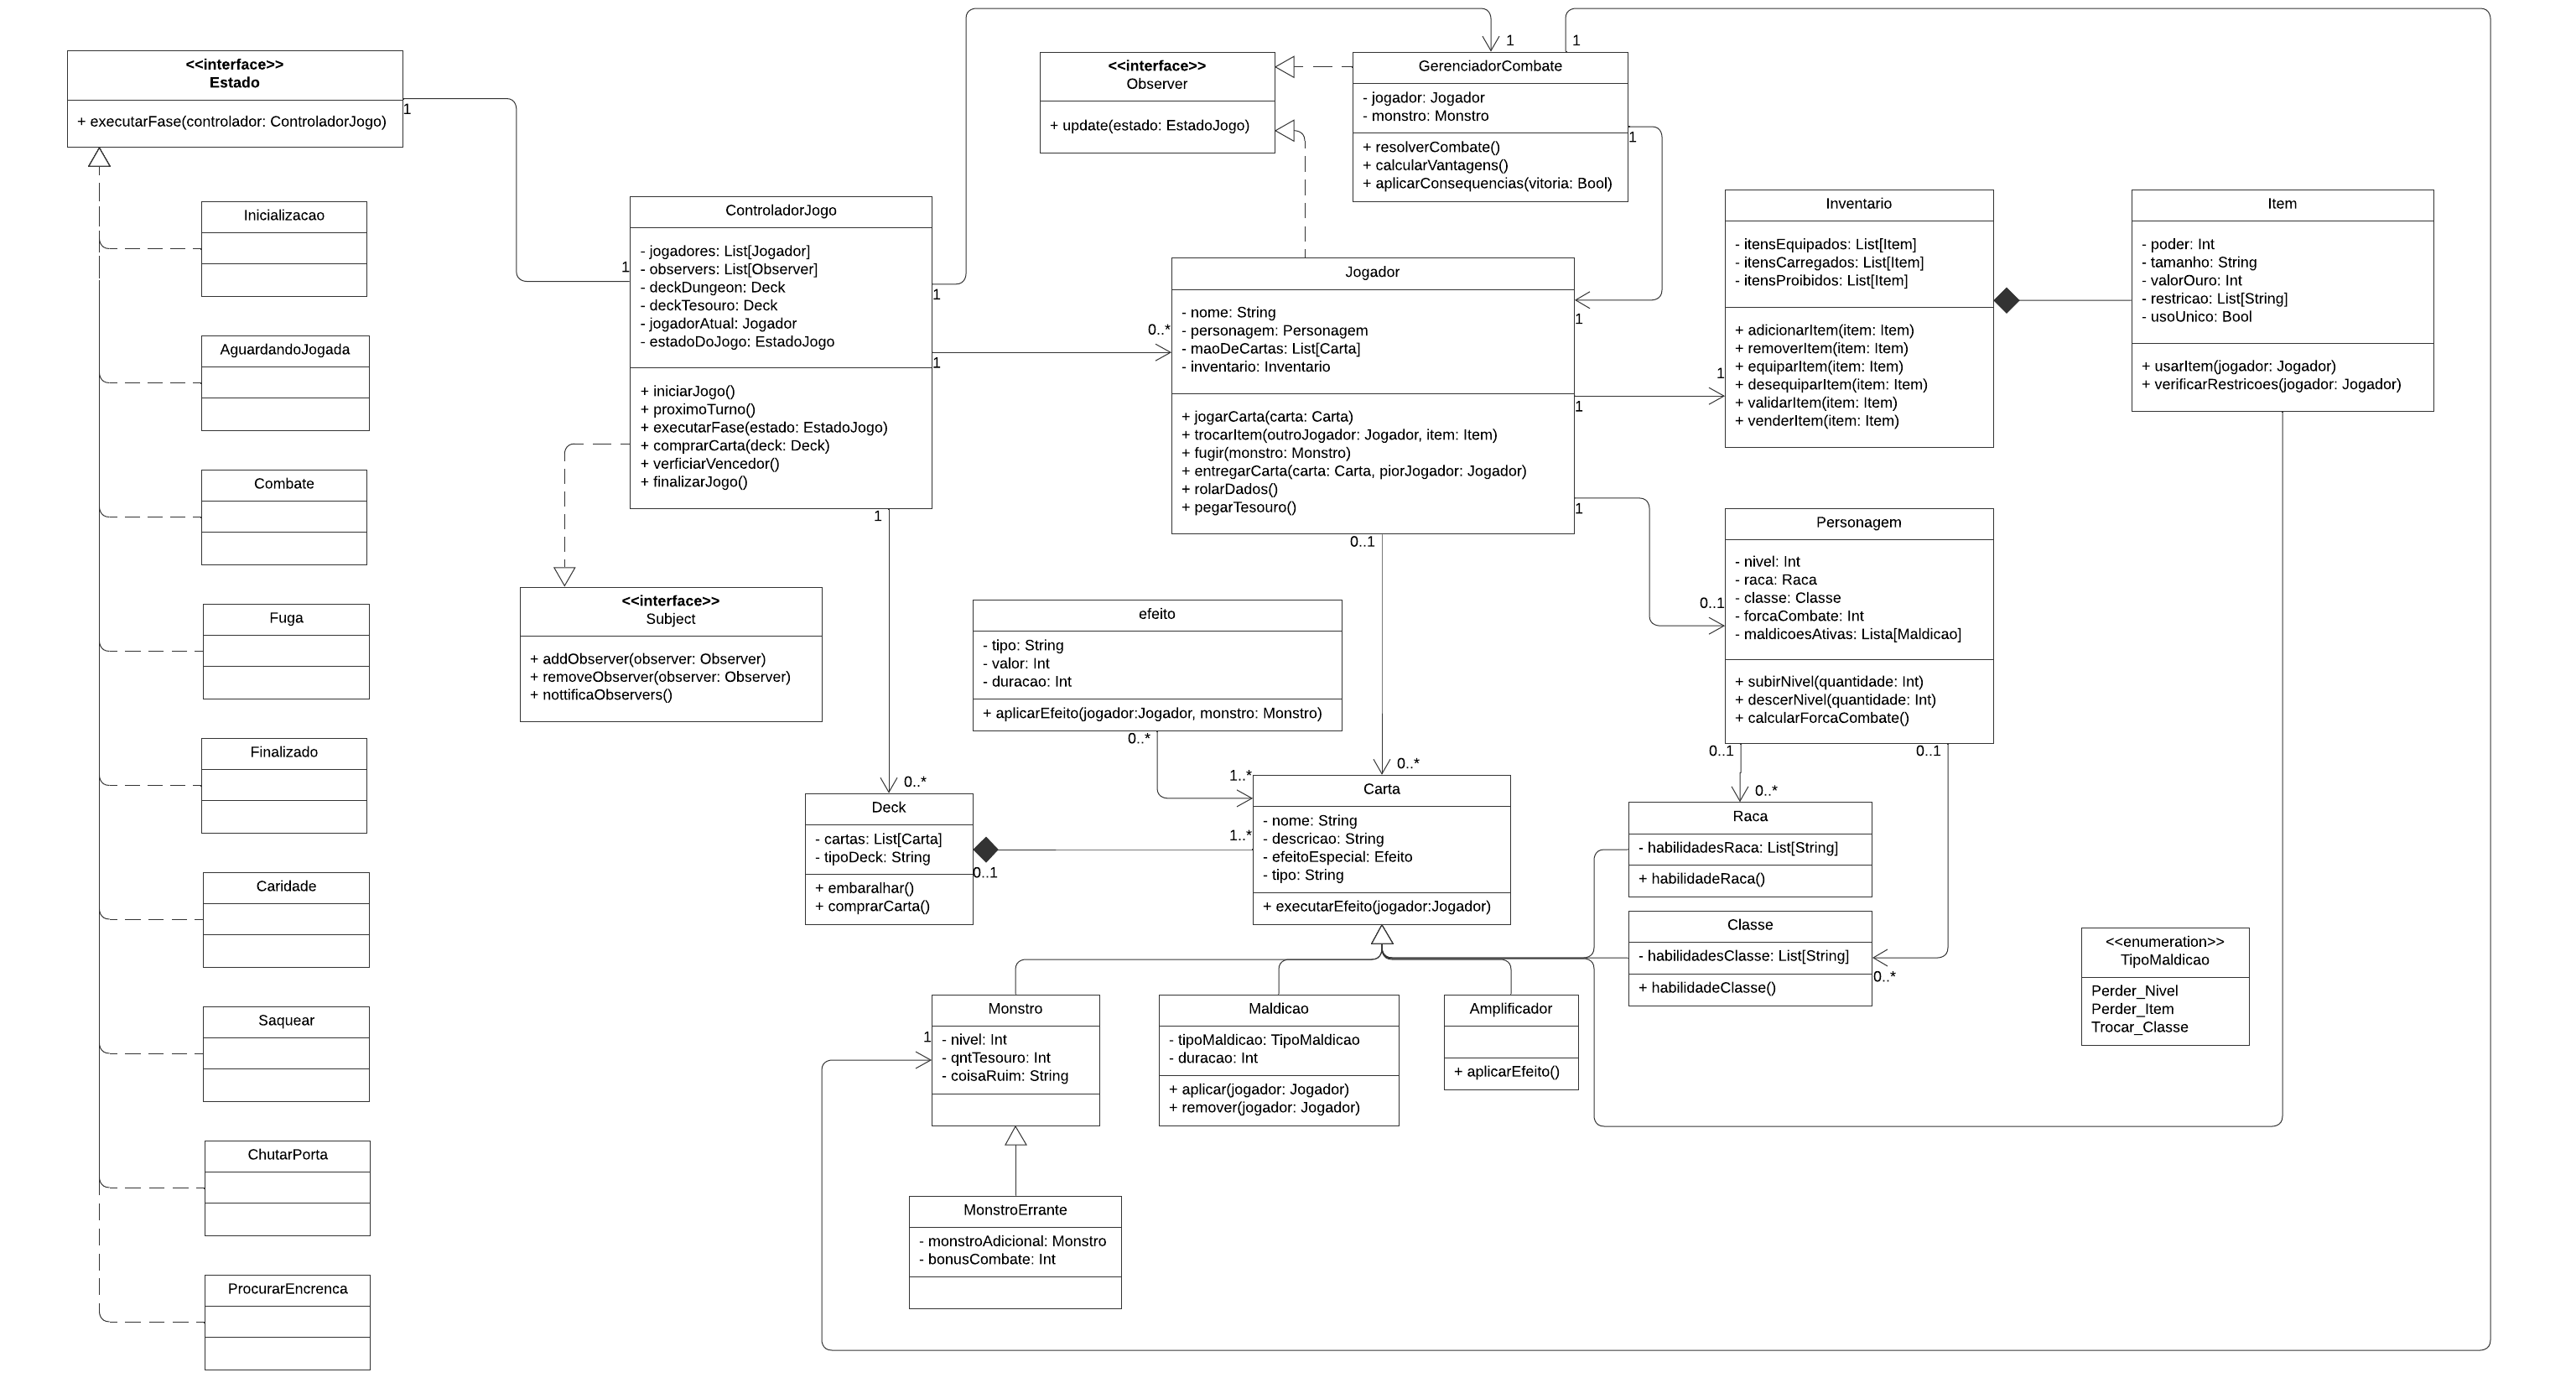 <<interface>>
Estado
+ executarFase(controlador: ControladorJogo)
1
Inicializacao
AguardandoJogada
Combate
Fuga
Finalizado
Caridade
Saquear
ChutarPorta
ProcurarEncrenca
ControladorJogo
- jogadores: List[Jogador]
- observers: List[Observer]
- deckDungeon: Deck
- deckTesouro: Deck
- jogadorAtual: Jogador
- estadoDoJogo: EstadoJogo
+ iniciarJogo()
+ proximoTurno()
+ executarFase(estado: EstadoJogo)
+ comprarCarta(deck: Deck)
+ verficiarVencedor()
+ finalizarJogo()
1
1
1
1
<<interface>>
Subject
+ addObserver(observer: Observer)
+ removeObserver(observer: Observer)
+ nottificaObservers()
<<interface>>
Observer
+ update(estado: EstadoJogo)
1
1
GerenciadorCombate
- jogador: Jogador
- monstro: Monstro
+ resolverCombate()
+ calcularVantagens()
+ aplicarConsequencias(vitoria: Bool)
1
0..*
Jogador
- nome: String
- personagem: Personagem
- maoDeCartas: List[Carta]
- inventario: Inventario
+ jogarCarta(carta: Carta)
+ trocarItem(outroJogador: Jogador, item: Item)
+ fugir(monstro: Monstro)
+ entregarCarta(carta: Carta, piorJogador: Jogador)
+ rolarDados()
+ pegarTesouro()
1
1
1
0..1
1
Inventario
- itensEquipados: List[Item]
- itensCarregados: List[Item]
- itensProibidos: List[Item]
+ adicionarItem(item: Item)
+ removerItem(item: Item)
+ equiparItem(item: Item)
+ desequiparItem(item: Item)
+ validarItem(item: Item)
+ venderItem(item: Item)
Item
- poder: Int
- tamanho: String
- valorOuro: Int
- restricao: List[String]
- usoUnico: Bool
+ usarItem(jogador: Jogador)
+ verificarRestricoes(jogador: Jogador)
0..1
Personagem
- nivel: Int
- raca: Raca
- classe: Classe
- forcaCombate: Int
- maldicoesAtivas: Lista[Maldicao]
+ subirNivel(quantidade: Int)
+ descerNivel(quantidade: Int)
+ calcularForcaCombate()
0..1
0..1
efeito
- tipo: String
- valor: Int
- duracao: Int
+ aplicarEfeito(jogador:Jogador, monstro: Monstro)
0..*
1..*
0..*
0..*
Deck
- cartas: List[Carta]
- tipoDeck: String
+ embaralhar()
+ comprarCarta()
0..1
1..*
Carta
- nome: String
- descricao: String
- efeitoEspecial: Efeito
- tipo: String
+ executarEfeito(jogador:Jogador)
0..*
Raca
- habilidadesRaca: List[String]
+ habilidadeRaca()
Classe
- habilidadesClasse: List[String]
+ habilidadeClasse()
0..*
<<enumeration>>
TipoMaldicao
Perder_Nivel
Perder_Item
Trocar_Classe
1
Monstro
- nivel: Int
- qntTesouro: Int
- coisaRuim: String
Maldicao
- tipoMaldicao: TipoMaldicao
- duracao: Int
+ aplicar(jogador: Jogador)
+ remover(jogador: Jogador)
Amplificador
+ aplicarEfeito()
MonstroErrante
- monstroAdicional: Monstro
- bonusCombate: Int